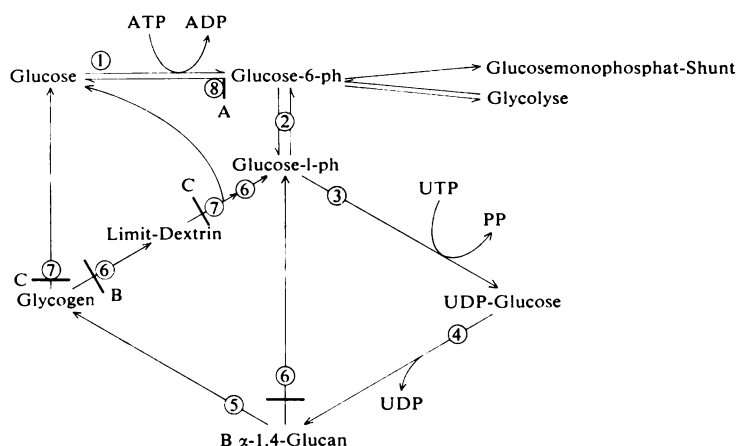 ATP ADP
① 
Glucose Glucose-6-ph Glucosemonophosphat-Shunt
⑧ Glycolyse
A
②
Glucose-1-ph
C ⑦ ⑥ ③ UTP
PP
Limit-Dextrin
⑦ ⑥
C B
Glycogen UDP-Glucose
④
⑥
⑤ UDP
B α-1,4-Glucan